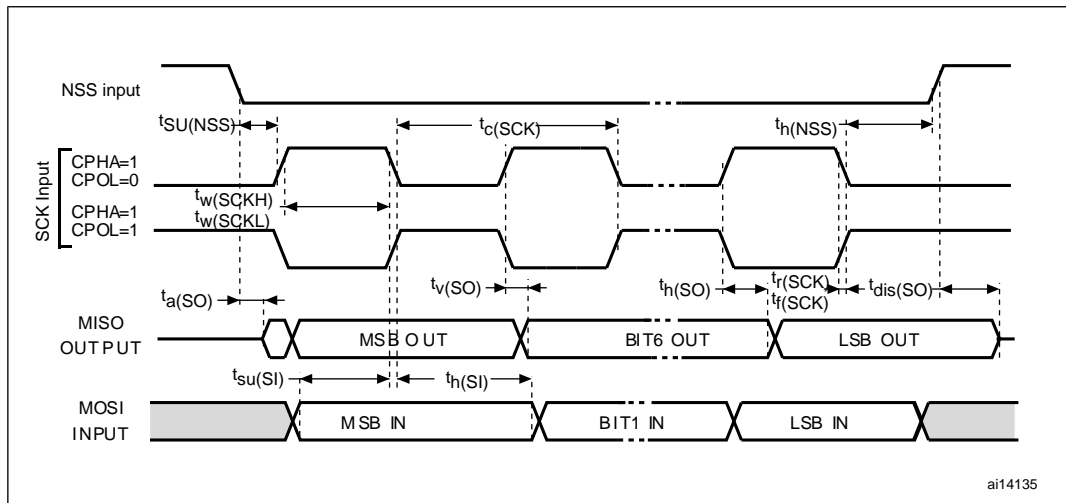 NSS input
tSU(NSS)
tc(SCK)
th(NSS)
SCK Input
CPHA=1
CPOL=0
tw(SCKH)
CPHA=1
tw(SCKL)
CPOL=1
ta(SO)
tv(SO)
th(SO)
tr(SCK)
tf(SCK)
tdis(SO)
MISO
OUTPUT
MSB OUT
BIT6 OUT
LSB OUT
tsu(SI)
th(SI)
MOSI
INPUT
MSB IN
BIT1 IN
LSB IN
ai14135